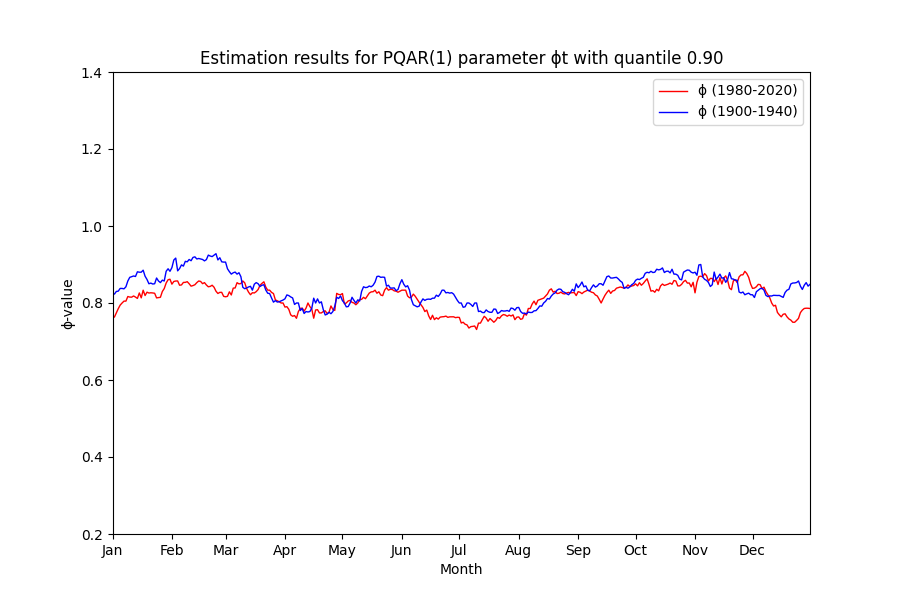 Estimation results for PQAR(1) parameter ϕt with quantile 0.90
ϕ (1980-2020)
ϕ (1900-1940)
1.4
1.2
1.0
0.8
0.6
0.4
0.2
ϕ-value
Jan Feb Mar Apr May Jun Jul Aug Sep Oct Nov Dec
Month